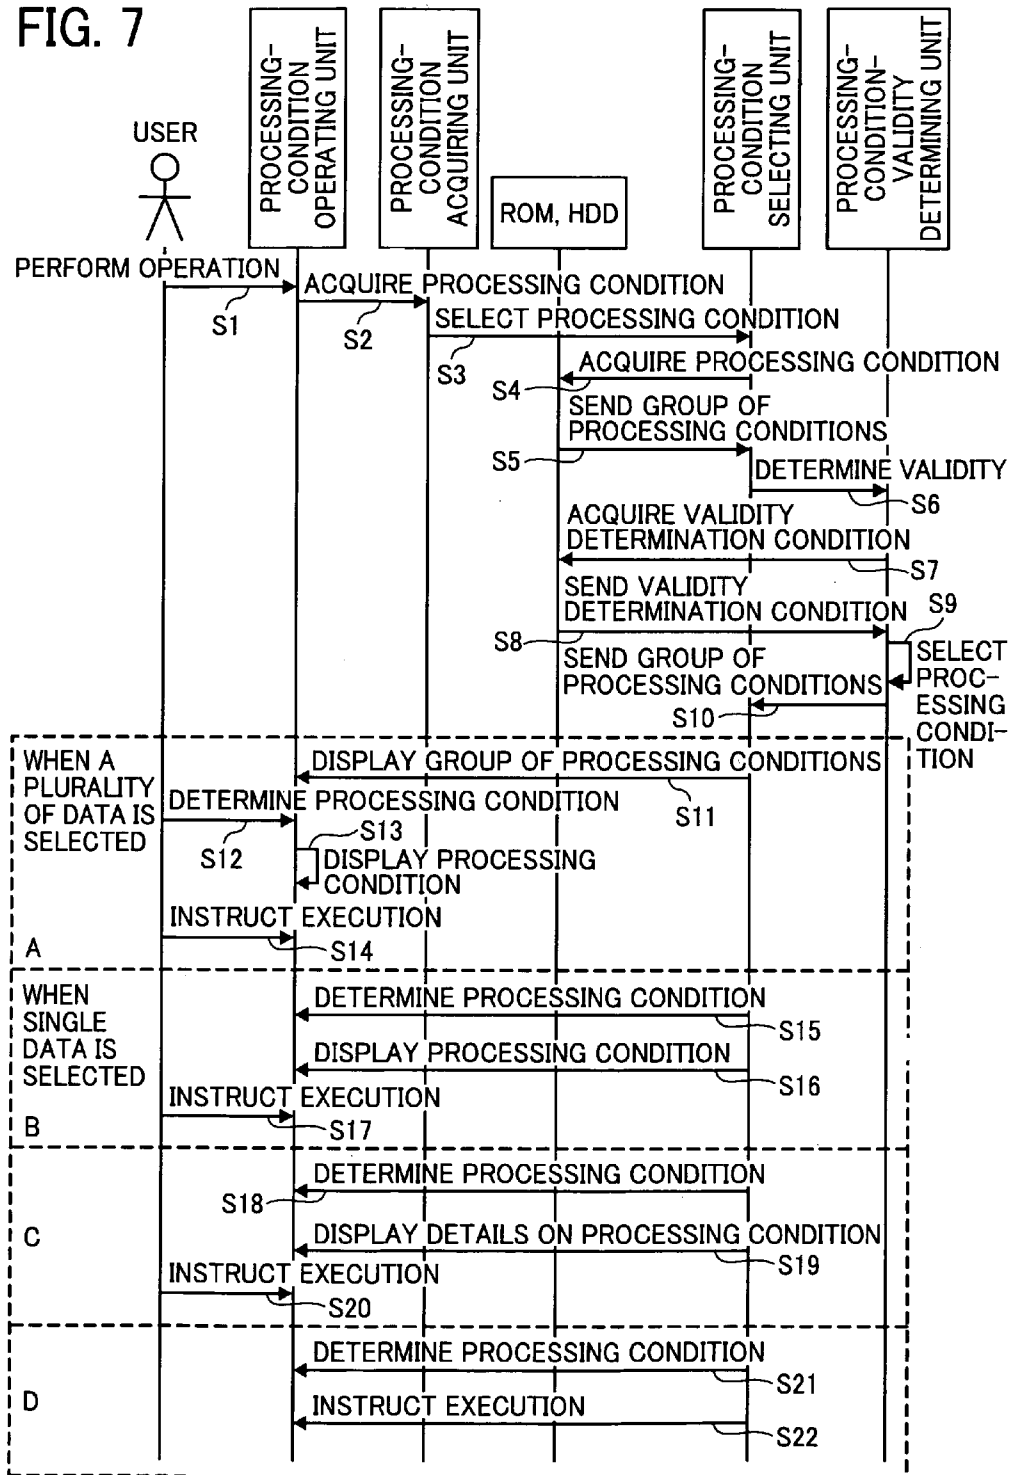 FIG. 7
USER
PROCESSING-
CONDITION
OPERATING UNIT
PROCESSING-
CONDITION
ACQUIRING UNIT
ROM, HDD
PROCESSING-
CONDITION
SELECTING UNIT
PROCESSING-
CONDITION-
VALIDITY
DETERMINING UNIT
PERFORM OPERATION
S1
ACQUIRE PROCESSING CONDITION
S2
SELECT PROCESSING CONDITION
S3
ACQUIRE PROCESSING CONDITION
S4
SEND GROUP OF
PROCESSING CONDITIONS
S5
DETERMINE VALIDITY
S6
ACQUIRE VALIDITY
DETERMINATION CONDITION
S7
SEND VALIDITY
DETERMINATION CONDITION
S8
S9
SELECT
PROC-
ESSING
CONDI-
TION
SEND GROUP OF
PROCESSING CONDITIONS
S10
WHEN A
PLURALITY
OF DATA IS
SELECTED
DISPLAY GROUP OF PROCESSING CONDITIONS
S11
DETERMINE PROCESSING CONDITION
S12
S13
DISPLAY PROCESSING
CONDITION
INSTRUCT EXECUTION
S14
A
WHEN
SINGLE
DATA IS
SELECTED
DETERMINE PROCESSING CONDITION
S15
DISPLAY PROCESSING CONDITION
S16
INSTRUCT EXECUTION
S17
B
DETERMINE PROCESSING CONDITION
S18
C
DISPLAY DETAILS ON PROCESSING CONDITION
S19
INSTRUCT EXECUTION
S20
DETERMINE PROCESSING CONDITION
S21
D
INSTRUCT EXECUTION
S22